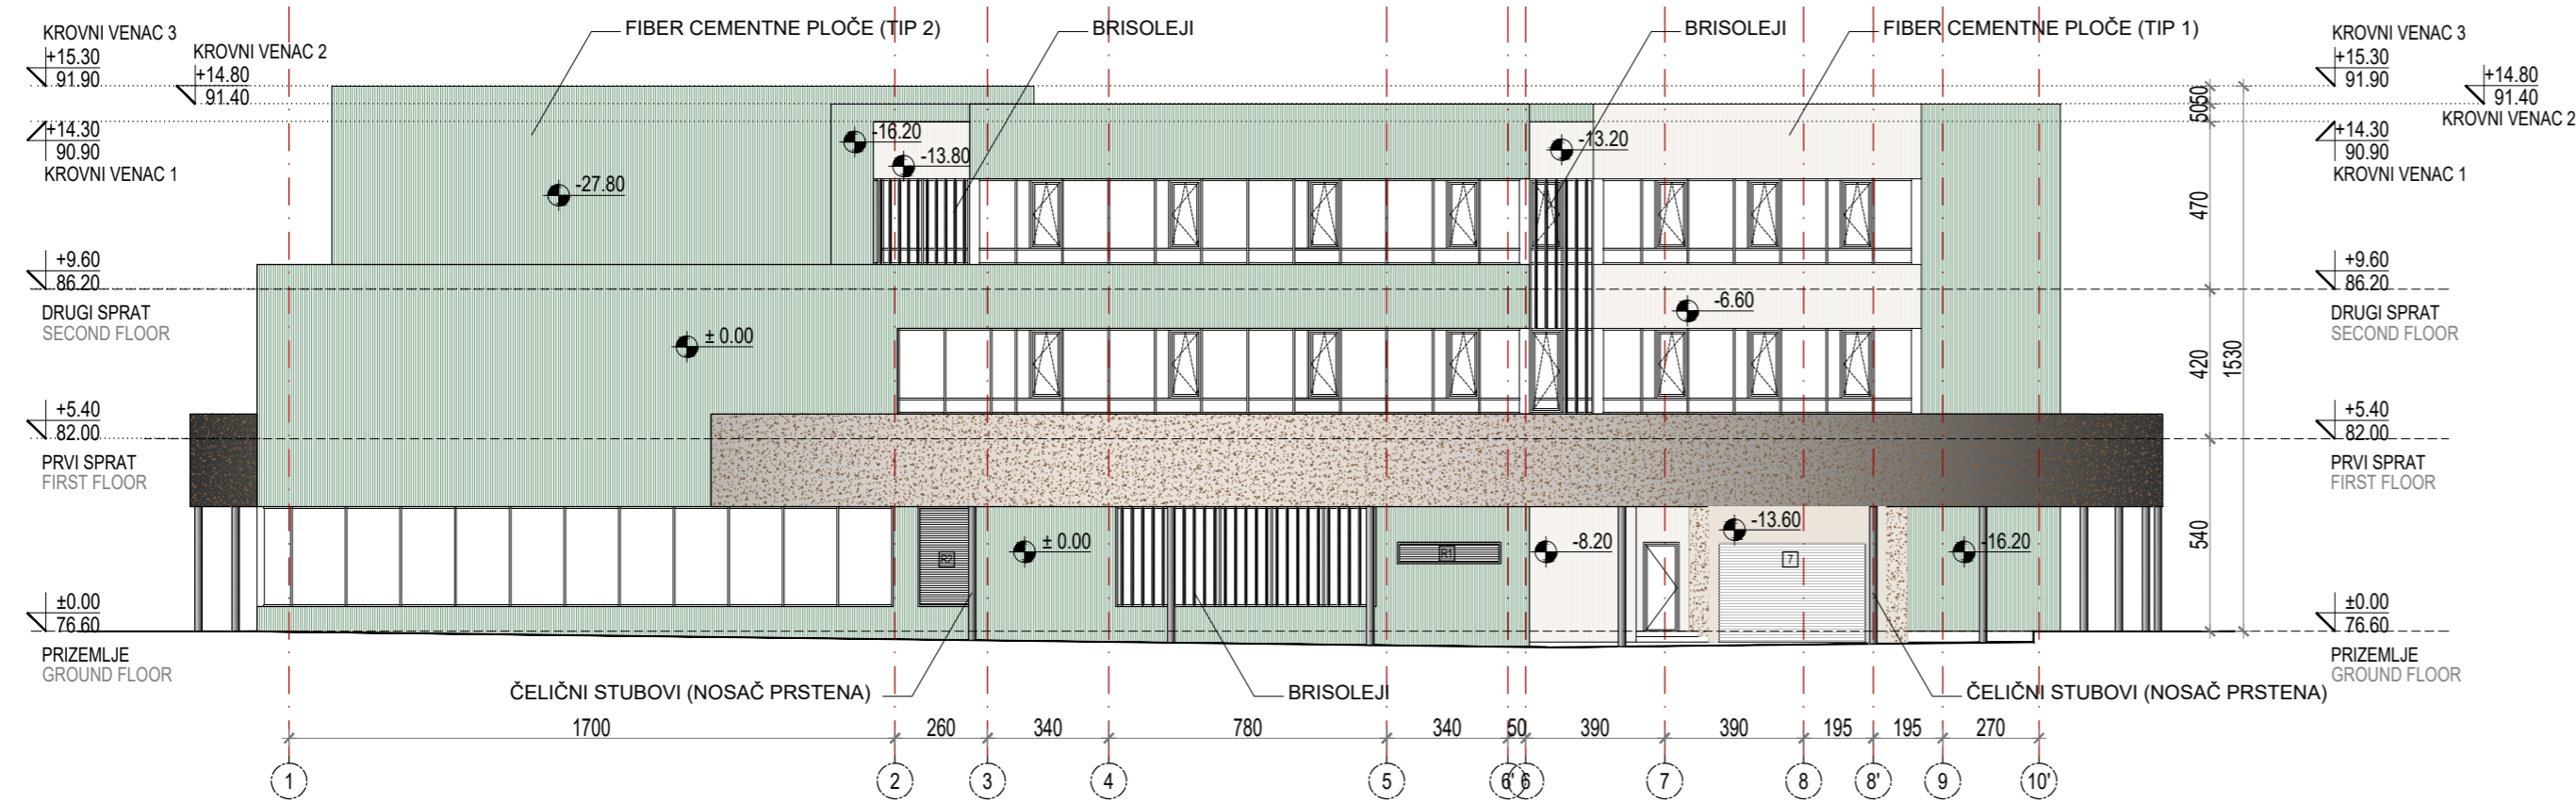 FIBER CEMENTNE PLOČE (TIP 2)
BRISOLEJI
BRISOLEJI
FIBER CEMENTNE PLOČE (TIP 1)
KROVNI VENAC 3
+15.30
91.90
KROVNI VENAC 2
+14.80
91.40
+14.30
90.90
KROVNI VENAC 1
KROVNI VENAC 3
+15.30
91.90
+14.80
91.40
KROVNI VENAC 2
+14.30
90.90
KROVNI VENAC 1
-16.20
-13.80
-27.80
-13.20
5050
470
+9.60
86.20
DRUGI SPRAT
SECOND FLOOR
± 0.00
-6.60
420
1530
+9.60
86.20
DRUGI SPRAT
SECOND FLOOR
+5.40
82.00
PRVI SPRAT
FIRST FLOOR
+5.40
82.00
PRVI SPRAT
FIRST FLOOR
R2
± 0.00
R1
-8.20
-13.60
7
-16.20
540
±0.00
76.60
PRIZEMLJE
GROUND FLOOR
±0.00
76.60
PRIZEMLJE
GROUND FLOOR
ČELIČNI STUBOVI (NOSAČ PRSTENA)
BRISOLEJI
ČELIČNI STUBOVI (NOSAČ PRSTENA)
1700 260 340 780 340 50 390 390 195 195 270
1 2 3 4 5 6' 6 7 8 8' 9 10'